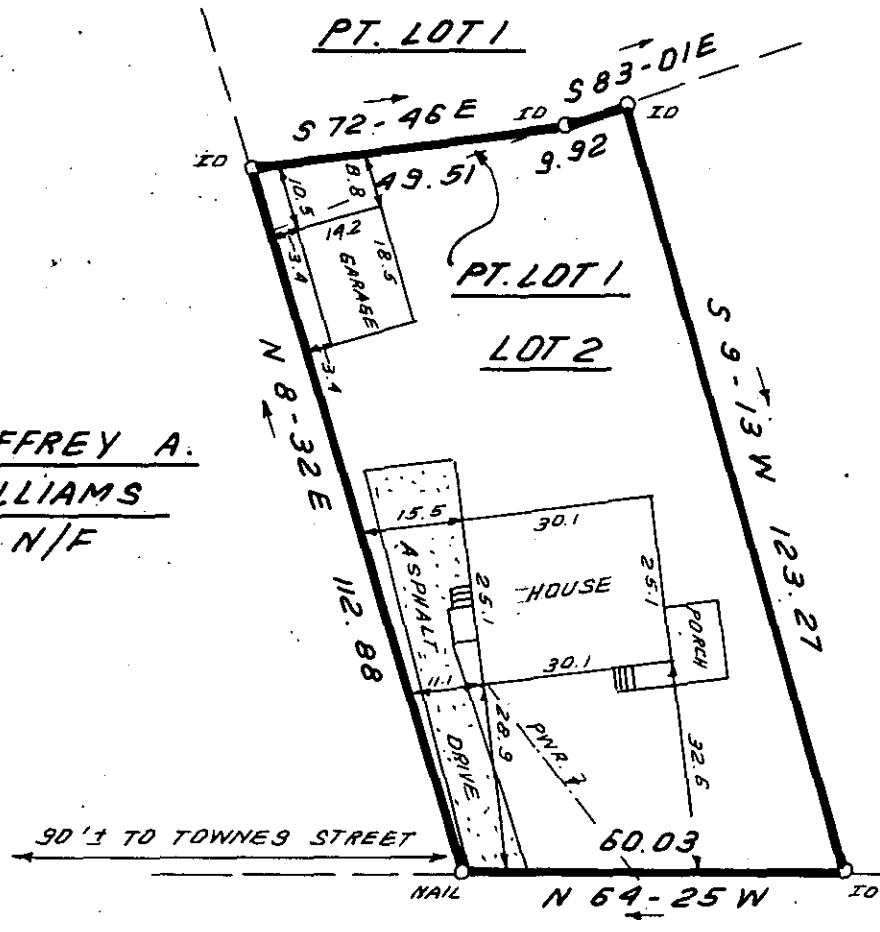 PT. LOT 1
S 83-01 E
S 72-46 E
IO
IO
IO
9.92
49.51
8.8
10.5
14.2
18.5
3.4
GARAGE
PT. LOT 1
3.4
LOT 2
S 9-13 W 123.27
N 8-32 E 112.88
FFREY A.
LLIAMS
N/F
15.5
30.1
ASPHALT
25.1
HOUSE
25.1
PORCH
30.1
11.1
28.9
PWR.
32.6
DRIVE
90'± TO TOWNES STREET
60.03
NAIL
N 64-25 W
IO